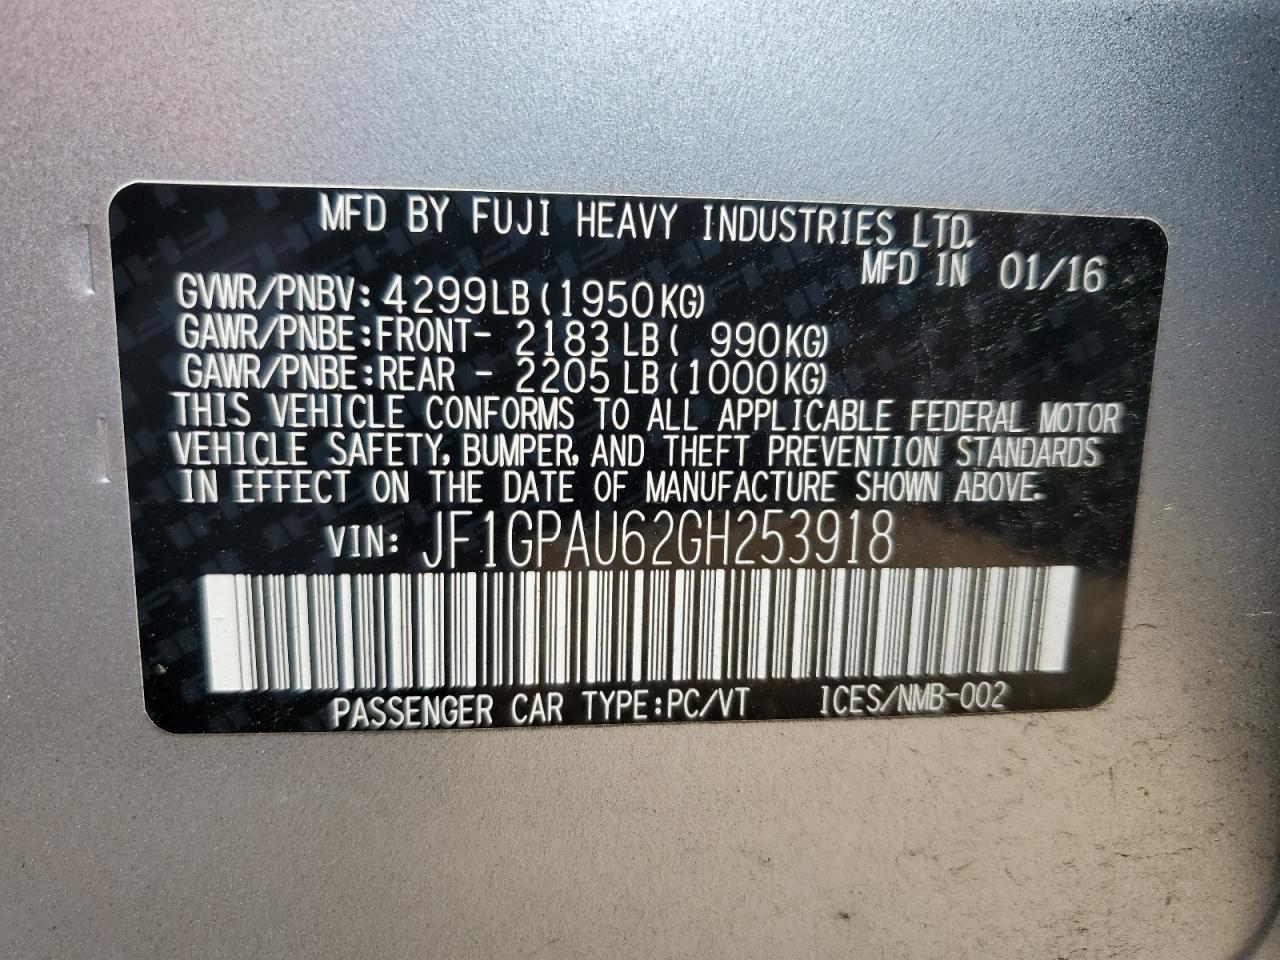 MFD BY FUJI HEAVY INDUSTRIES LTD.
MFD IN 01/16
GVWR/PNBV: 4299LB (1950KG)
GAWR/PNBE:FRONT- 2183 LB ( 990KG)
GAWR/PNBE:REAR - 2205 LB (1000KG)
THIS VEHICLE CONFORMS TO ALL APPLICABLE FEDERAL MOTOR
VEHICLE SAFETY, BUMPER, AND THEFT PREVENTION STANDARDS
IN EFFECT ON THE DATE OF MANUFACTURE SHOWN ABOVE.
VIN: JF1GPAU62GH253918
PASSENGER CAR TYPE:PC/VT ICES/NMB-002